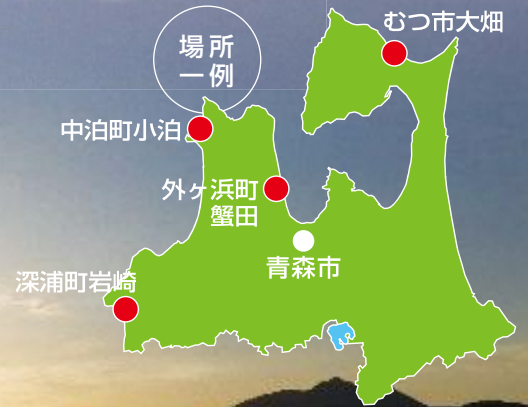 むつ市大畑
場所
一例
中泊町小泊
外ヶ浜町
蟹田
青森市
深浦町岩崎